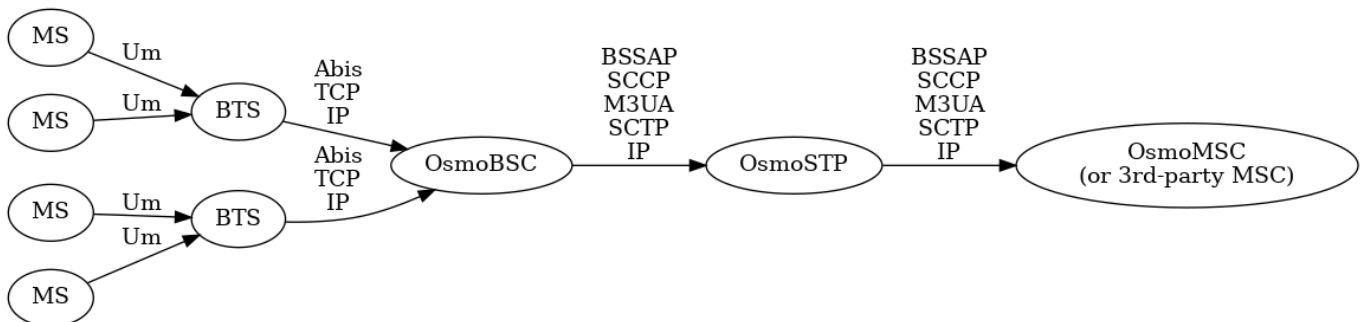 MS
Um
MS
Um
BTS
Abis
TCP
IP
MS
Um
MS
Um
BTS
Abis
TCP
IP
OsmoBSC
BSSAP
SCCP
M3UA
SCTP
IP
OsmoSTP
BSSAP
SCCP
M3UA
SCTP
IP
OsmoMSC
(or 3rd-party MSC)